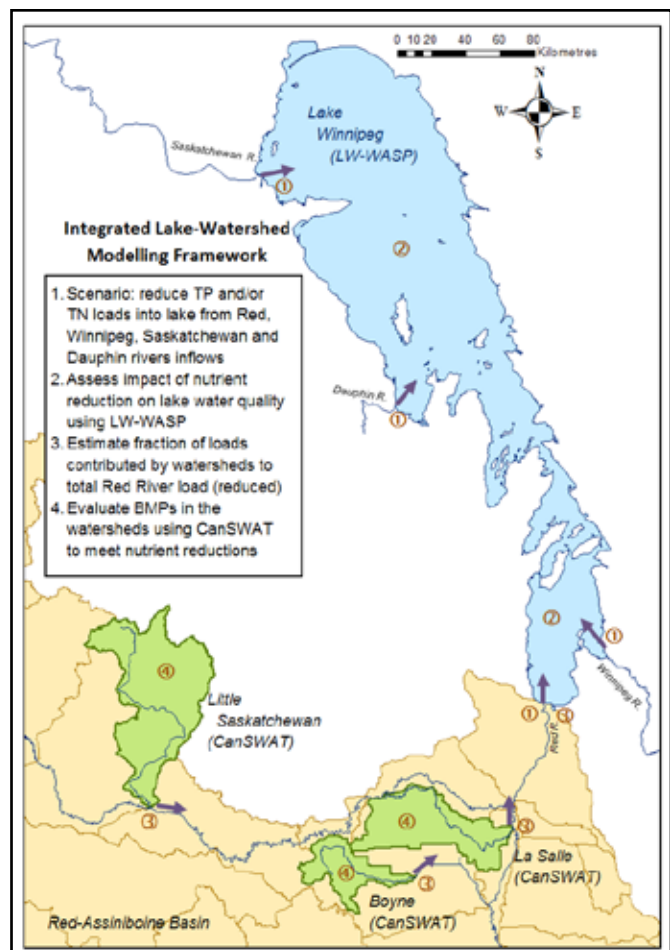 0 10 20 40 60 80
Kilometres
N
W E
S
Lake
Winnipeg
(LW-WASP)
Saskatchewan R.
①
Integrated Lake-Watershed
Modelling Framework
②
1. Scenario: reduce TP and/or
TN loads into lake from Red,
Winnipeg, Saskatchewan and
Dauphin rivers inflows
2. Assess impact of nutrient
reduction on lake water quality
using LW-WASP
3. Estimate fraction of loads
contributed by watersheds to
total Red River load (reduced)
4. Evaluate BMPs in the
watersheds using CanSWAT
to meet nutrient reductions
Dauphin R.
①
②
①
Winnipeg R.
④
Little
Saskatchewan
(CanSWAT)
① ③
Red R.
③
④
③
La Salle
(CanSWAT)
④
③
Boyne
(CanSWAT)
Red-Assiniboine Basin